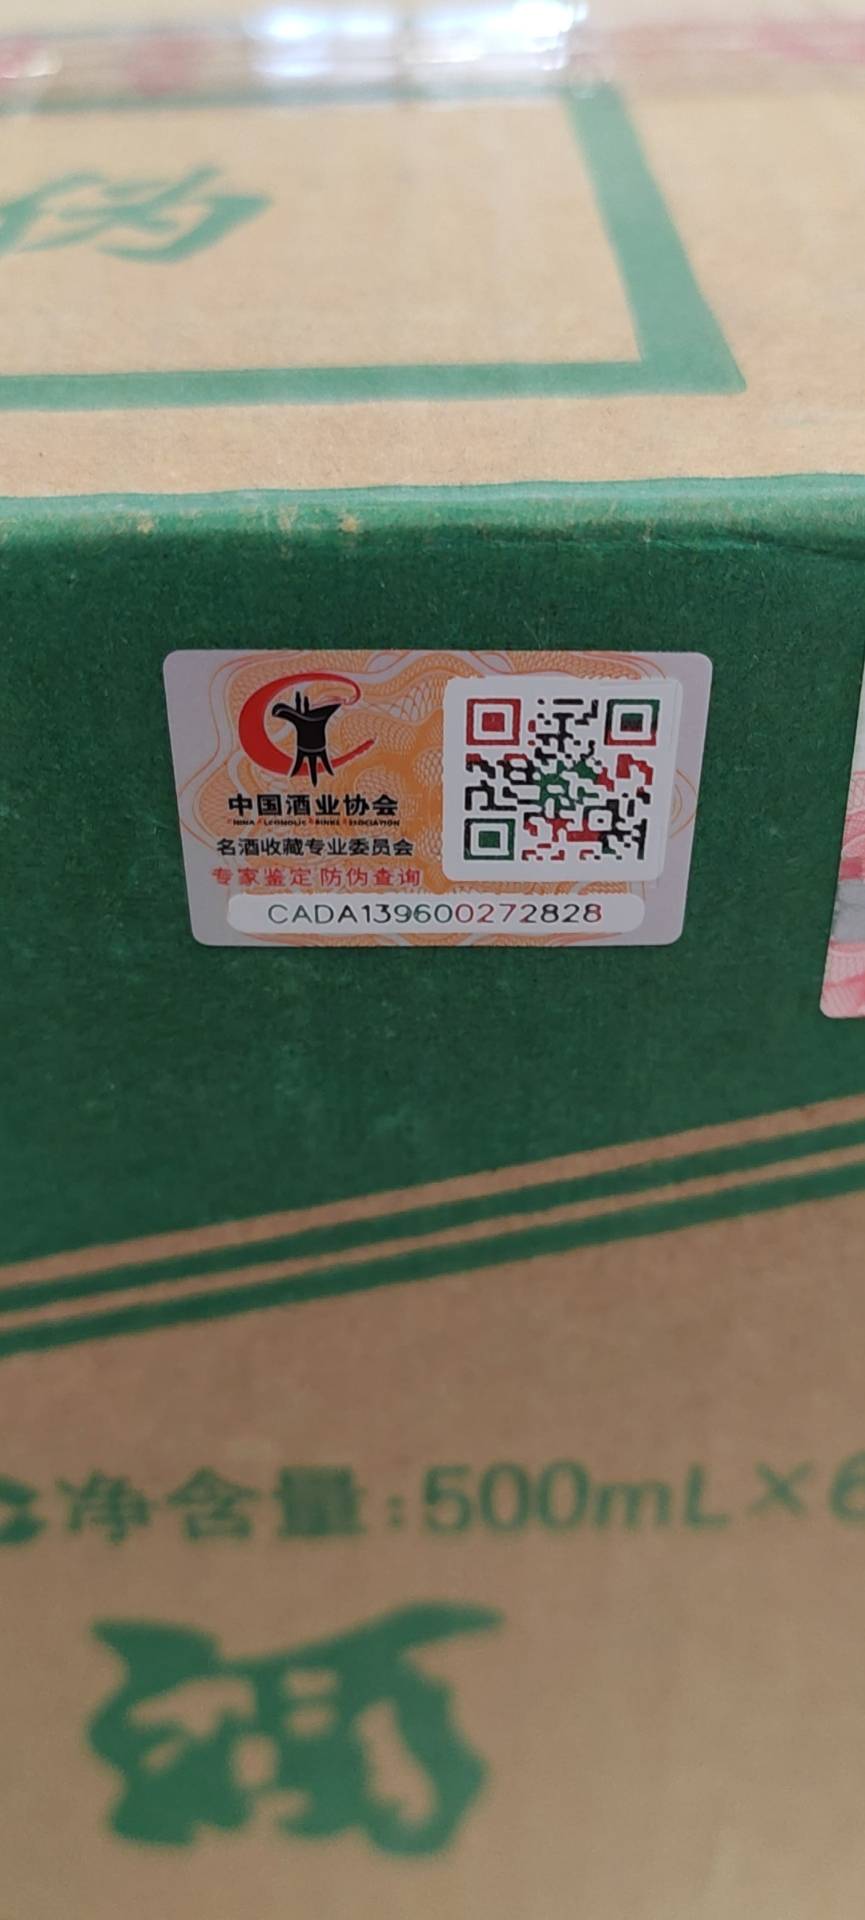 中国酒业协会
CHINA ALCOHOLIC DRINKS ASSOCIATION
名酒收藏专业委员会
专家鉴定 防伪查询
CADA139600272828
净含量:500mL×6